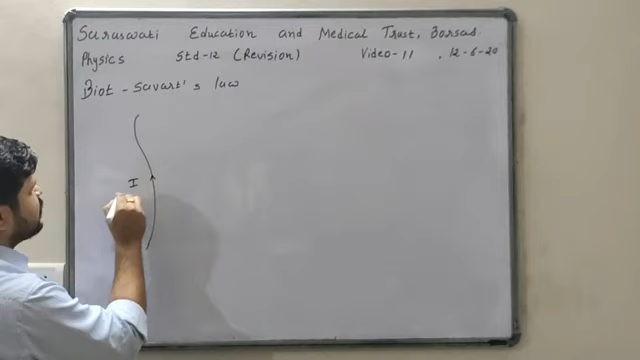 Saraswati Education and Medical Trust, Borsad.
Physics Std-12 (Revision) Video-11 . 12-6-20
Biot - Savart's law
I